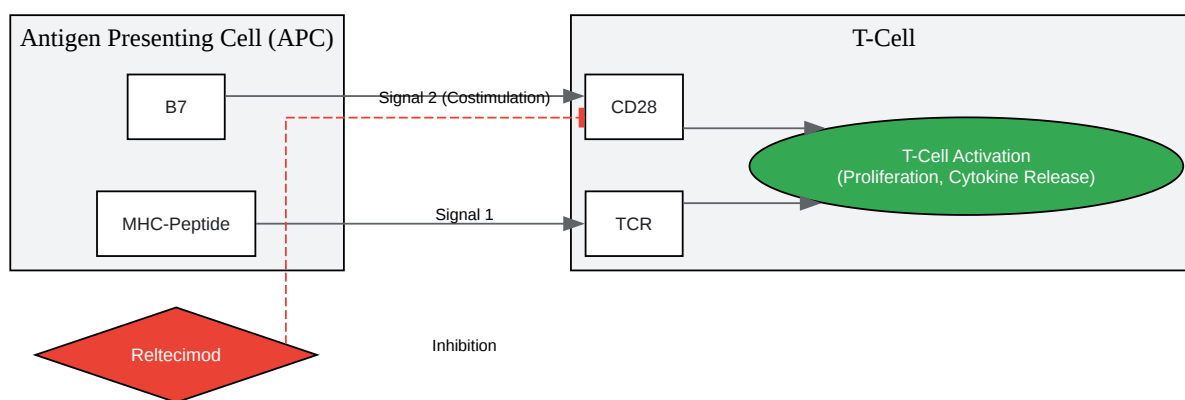 Antigen Presenting Cell (APC)
T-Cell
B7
Signal 2 (Costimulation)
CD28
T-Cell Activation
(Proliferation, Cytokine Release)
MHC-Peptide
Signal 1
TCR
Reltecimod
Inhibition